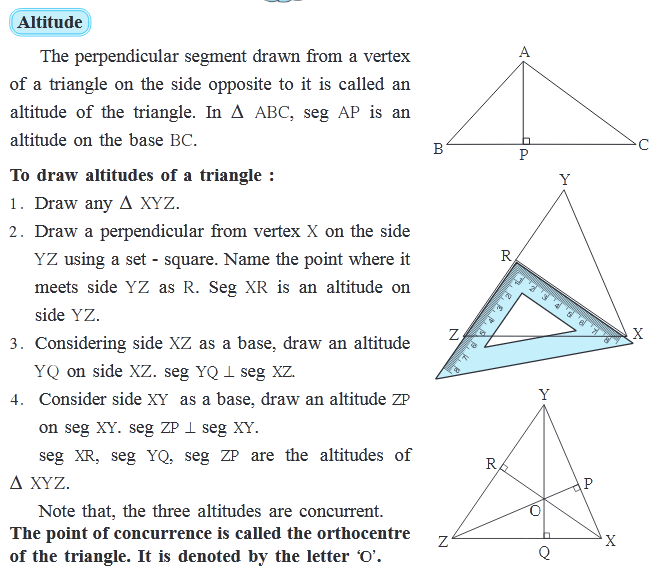 Altitude
The perpendicular segment drawn from a vertex
of a triangle on the side opposite to it is called an
altitude of the triangle. In Δ ABC, seg AP is an
altitude on the base BC.
To draw altitudes of a triangle :
1. Draw any Δ XYZ.
2. Draw a perpendicular from vertex X on the side
YZ using a set - square. Name the point where it
meets side YZ as R. Seg XR is an altitude on
side YZ.
3. Considering side XZ as a base, draw an altitude
YQ on side XZ. seg YQ ⊥ seg XZ.
4. Consider side XY as a base, draw an altitude ZP
on seg XY. seg ZP ⊥ seg XY.
seg XR, seg YQ, seg ZP are the altitudes of
Δ XYZ.
Note that, the three altitudes are concurrent.
The point of concurrence is called the orthocentre
of the triangle. It is denoted by the letter ‘O’.
A
B
P
C
Y
R
Z
X
Y
R
P
O
Z
Q
X